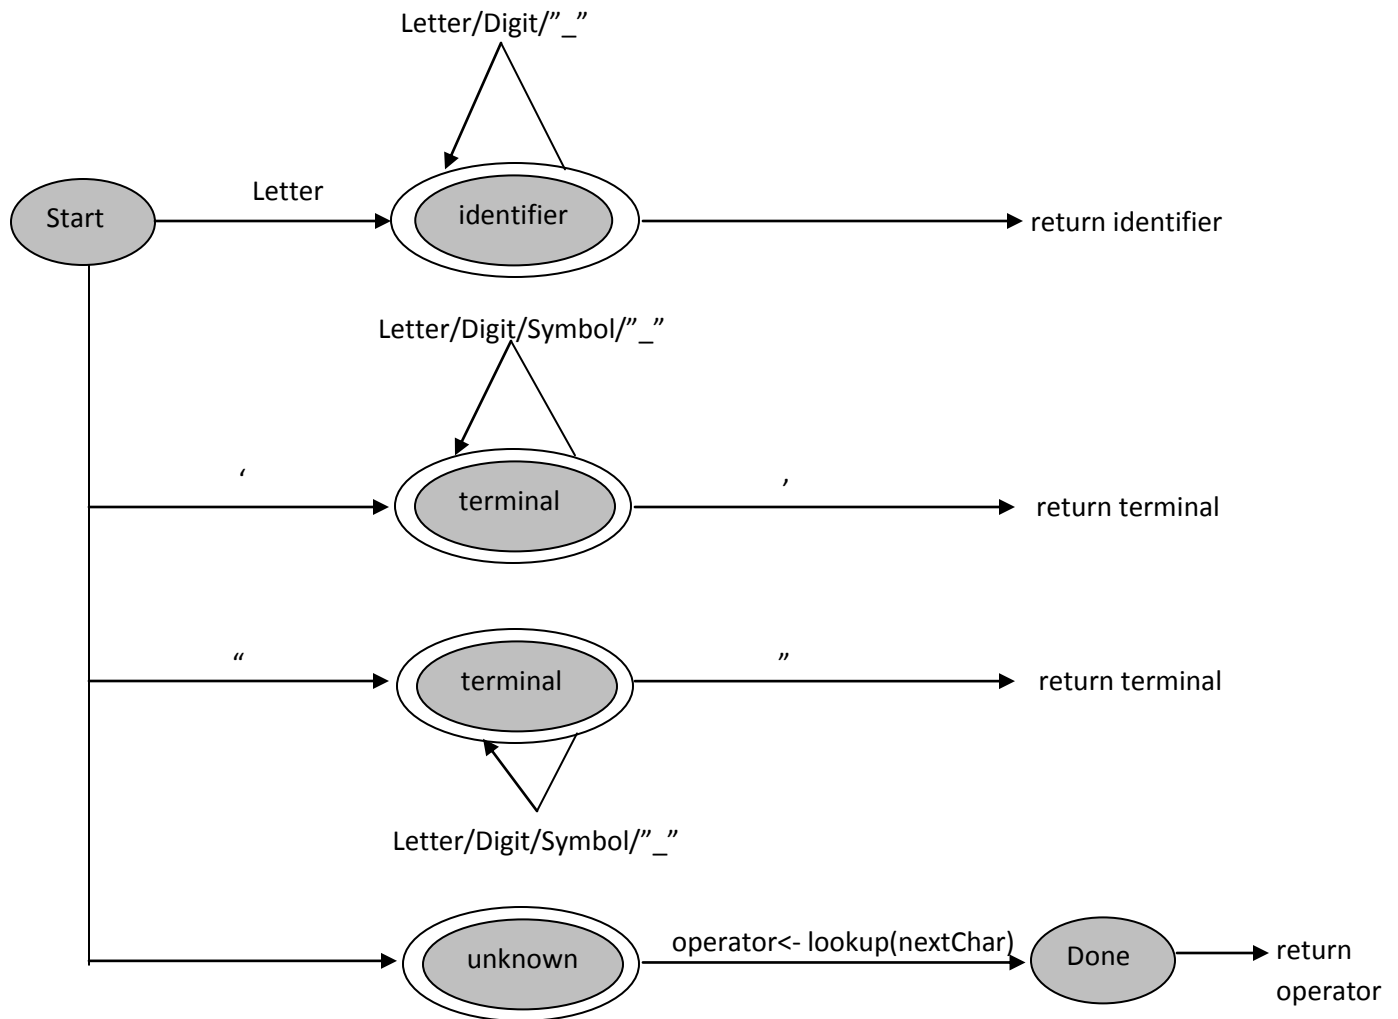 Letter/Digit/”_”
Letter
Start
identifier
return identifier
Letter/Digit/Symbol/”_”
‘
terminal
’
return terminal
“
terminal
”
return terminal
Letter/Digit/Symbol/”_”
unknown
operator<- lookup(nextChar)
Done
return
operator